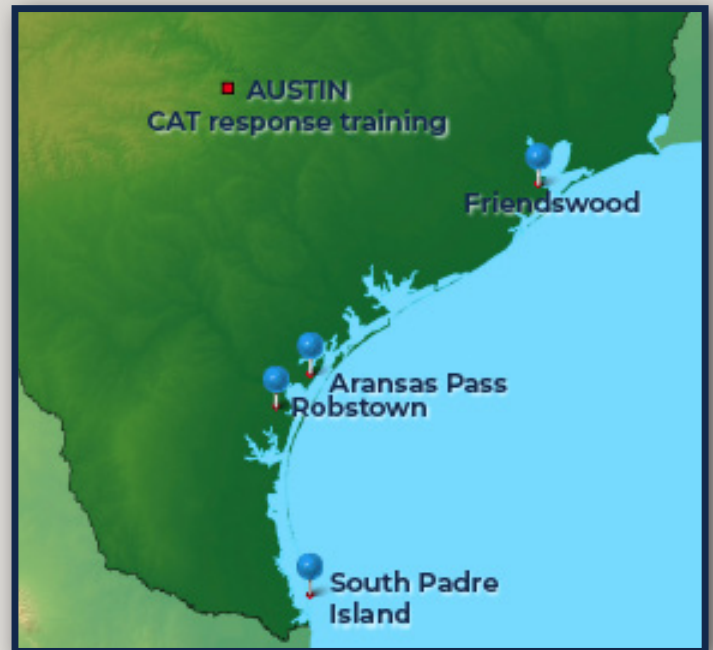 AUSTIN
CAT response training
Friendswood
Aransas Pass
Robstown
South Padre
Island